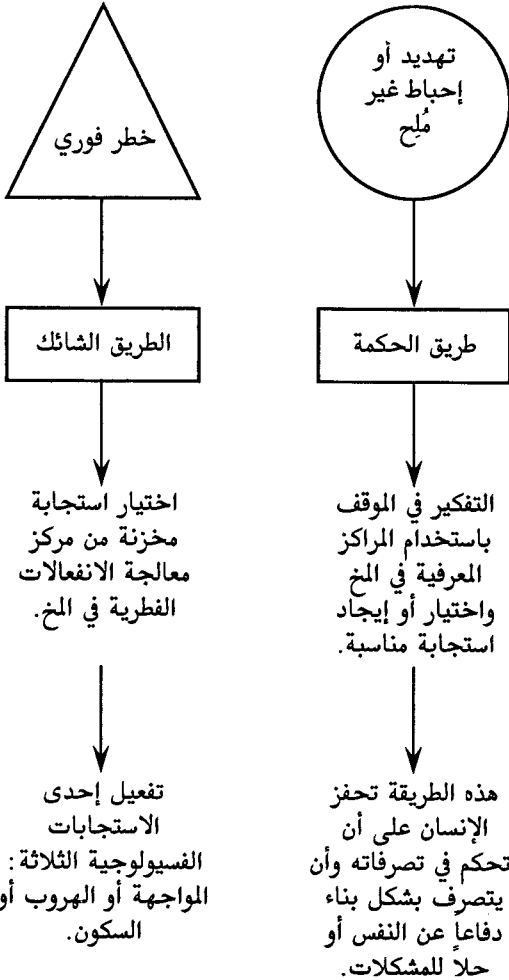 تهديد أو
إحباط غير
مُلِح
طريق الحكمة
التفكير في الموقف
باستخدام المراكز
المعرفية في المخ
واختيار أو إيجاد
استجابة مناسبة.
هذه الطريقة تحفز
الإنسان على أن
تحكم في تصرفاته وأن
يتصرف بشكل بناء
دفاعاً عن النفس أو
حلاً للمشكلات.
خطر فوري
الطريق الشائك
اختيار استجابة
مخزنة من مركز
معالجة الانفعالات
الفطرية في المخ.
تفعيل إحدى
الاستجابات
الفسيولوجية الثلاثة:
المواجهة أو الهروب أو
السكون.